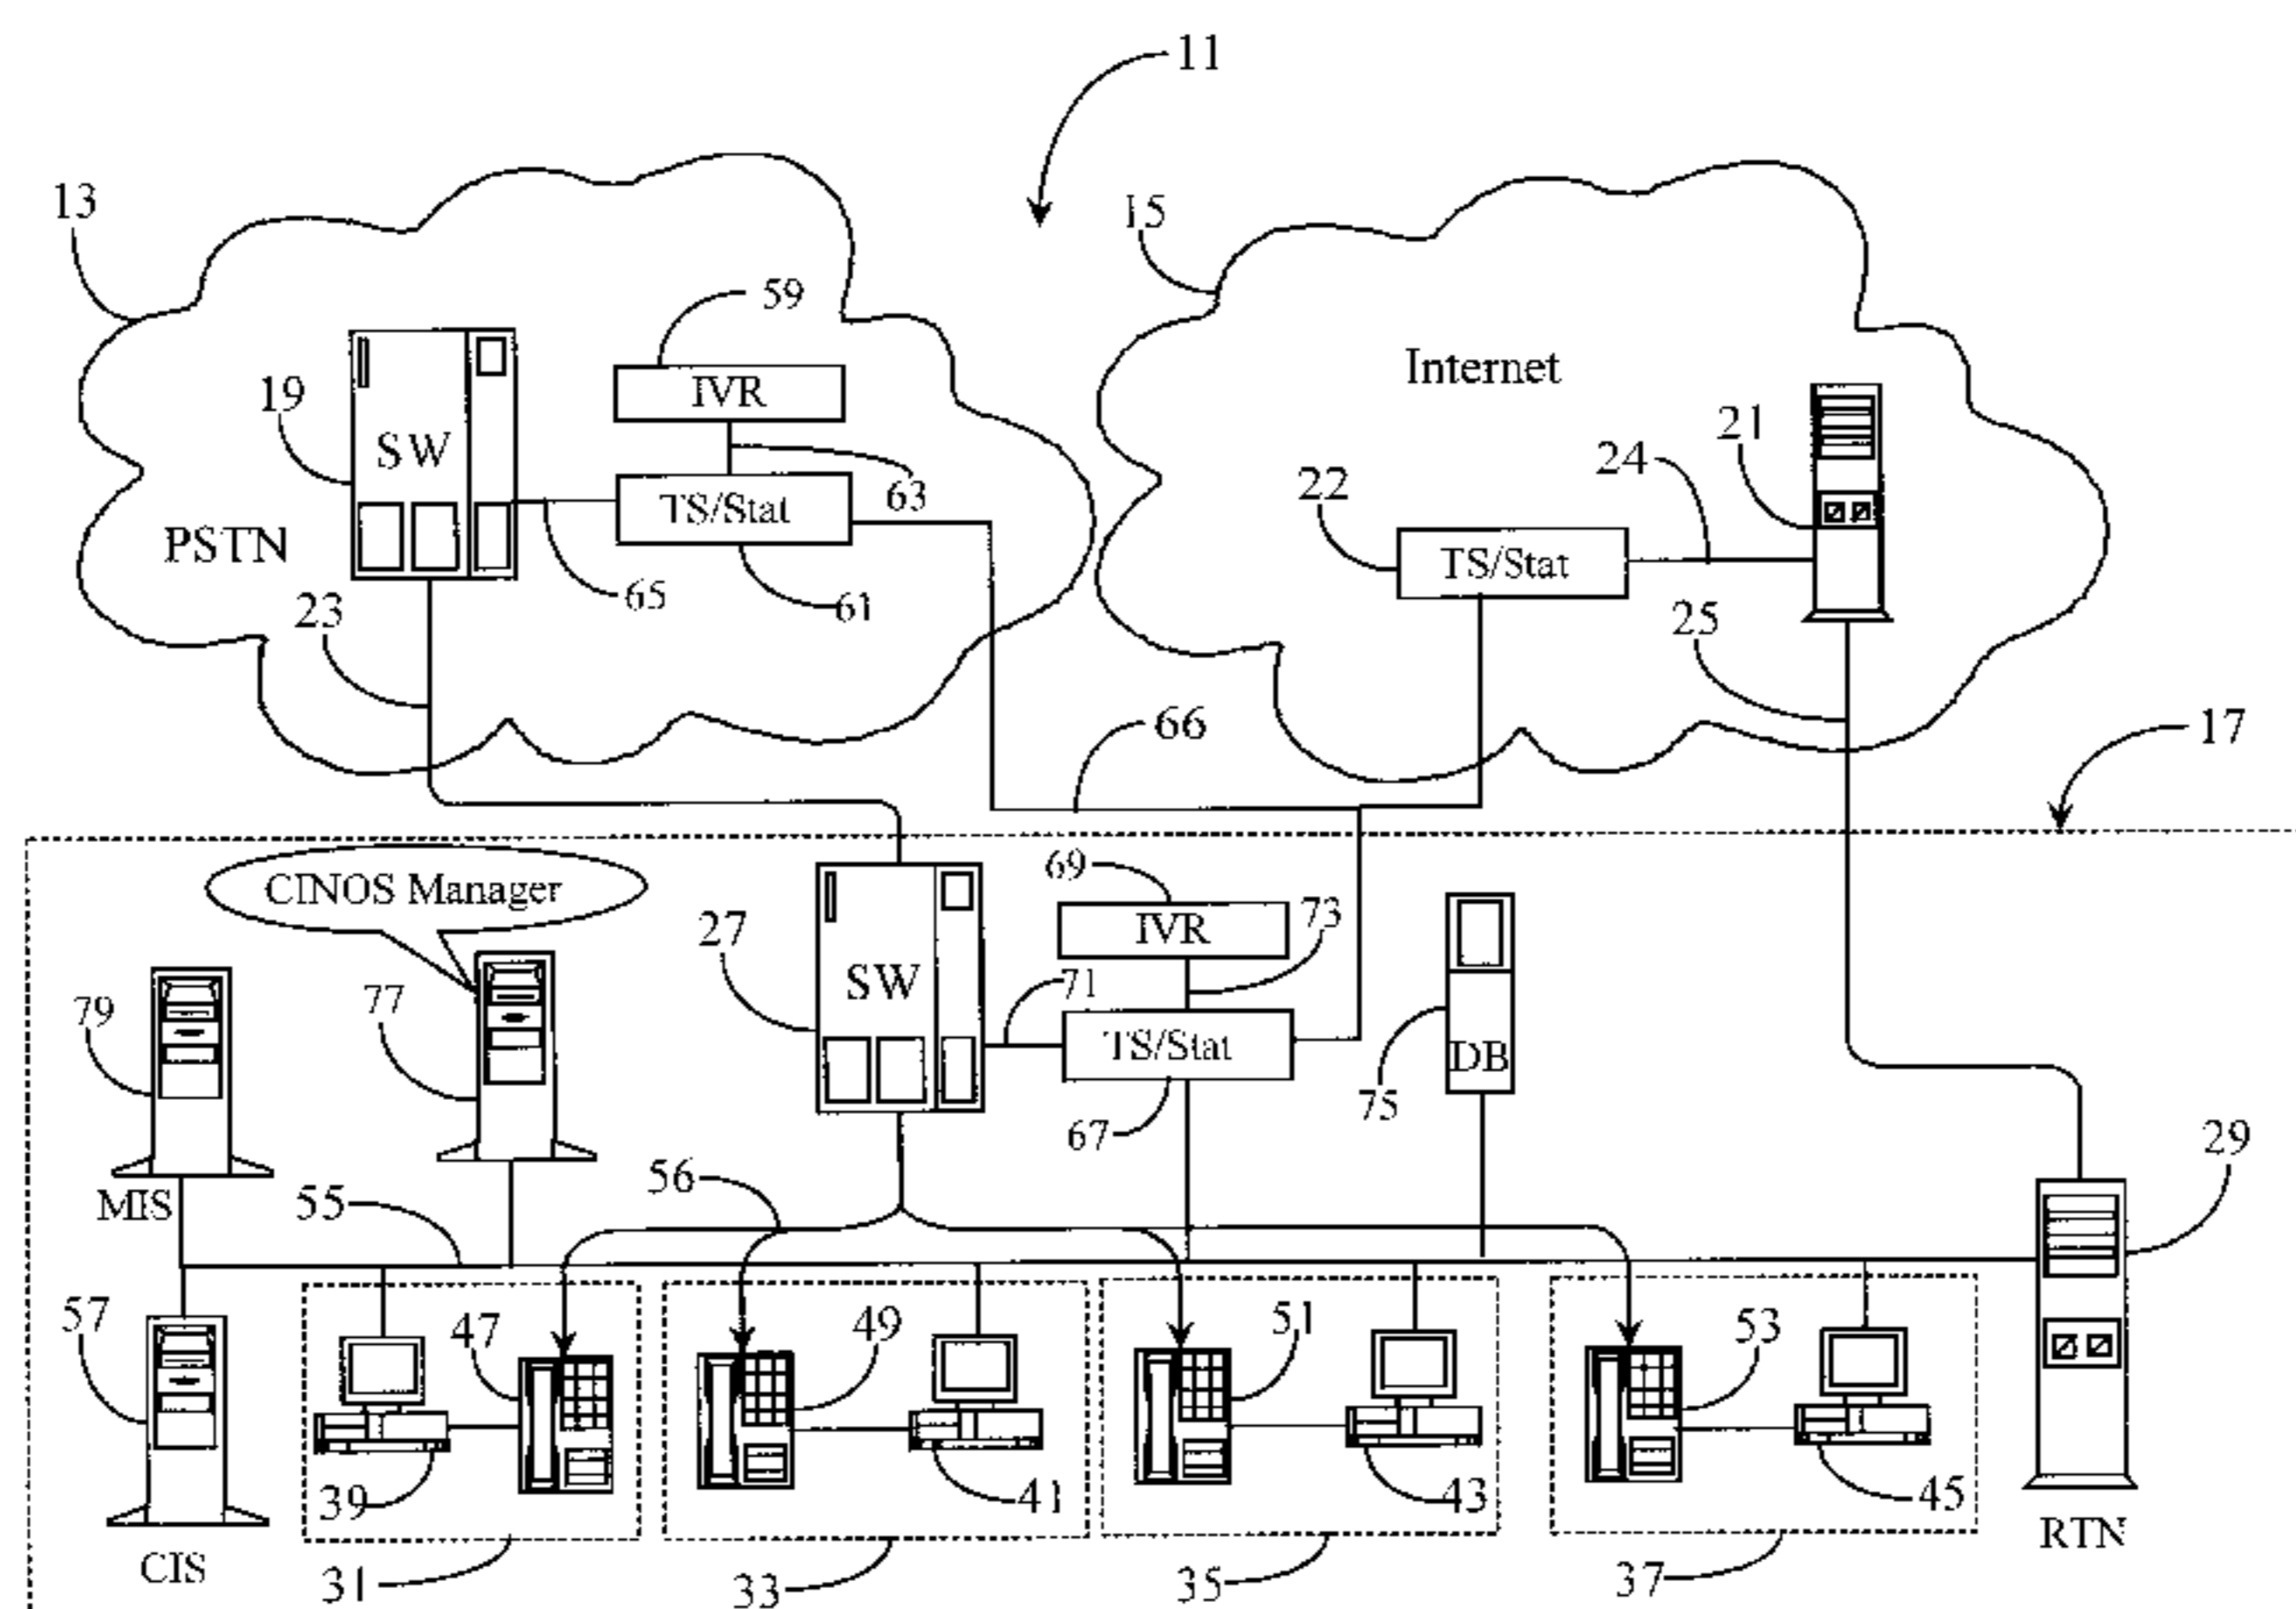 11
13
15
59
Internet
19
IVR
SW
21
24
63
22
TS/Stat
PSTN
TS/Stat
65
61
23
25
66
17
69
CINOS Manager
73
27
IVR
SW
71
79
77
TS/Stat
DB
75
67
29
56
MIS
55
57
47
49
51
53
39
41
43
45
RTN
CIS
31
33
35
37